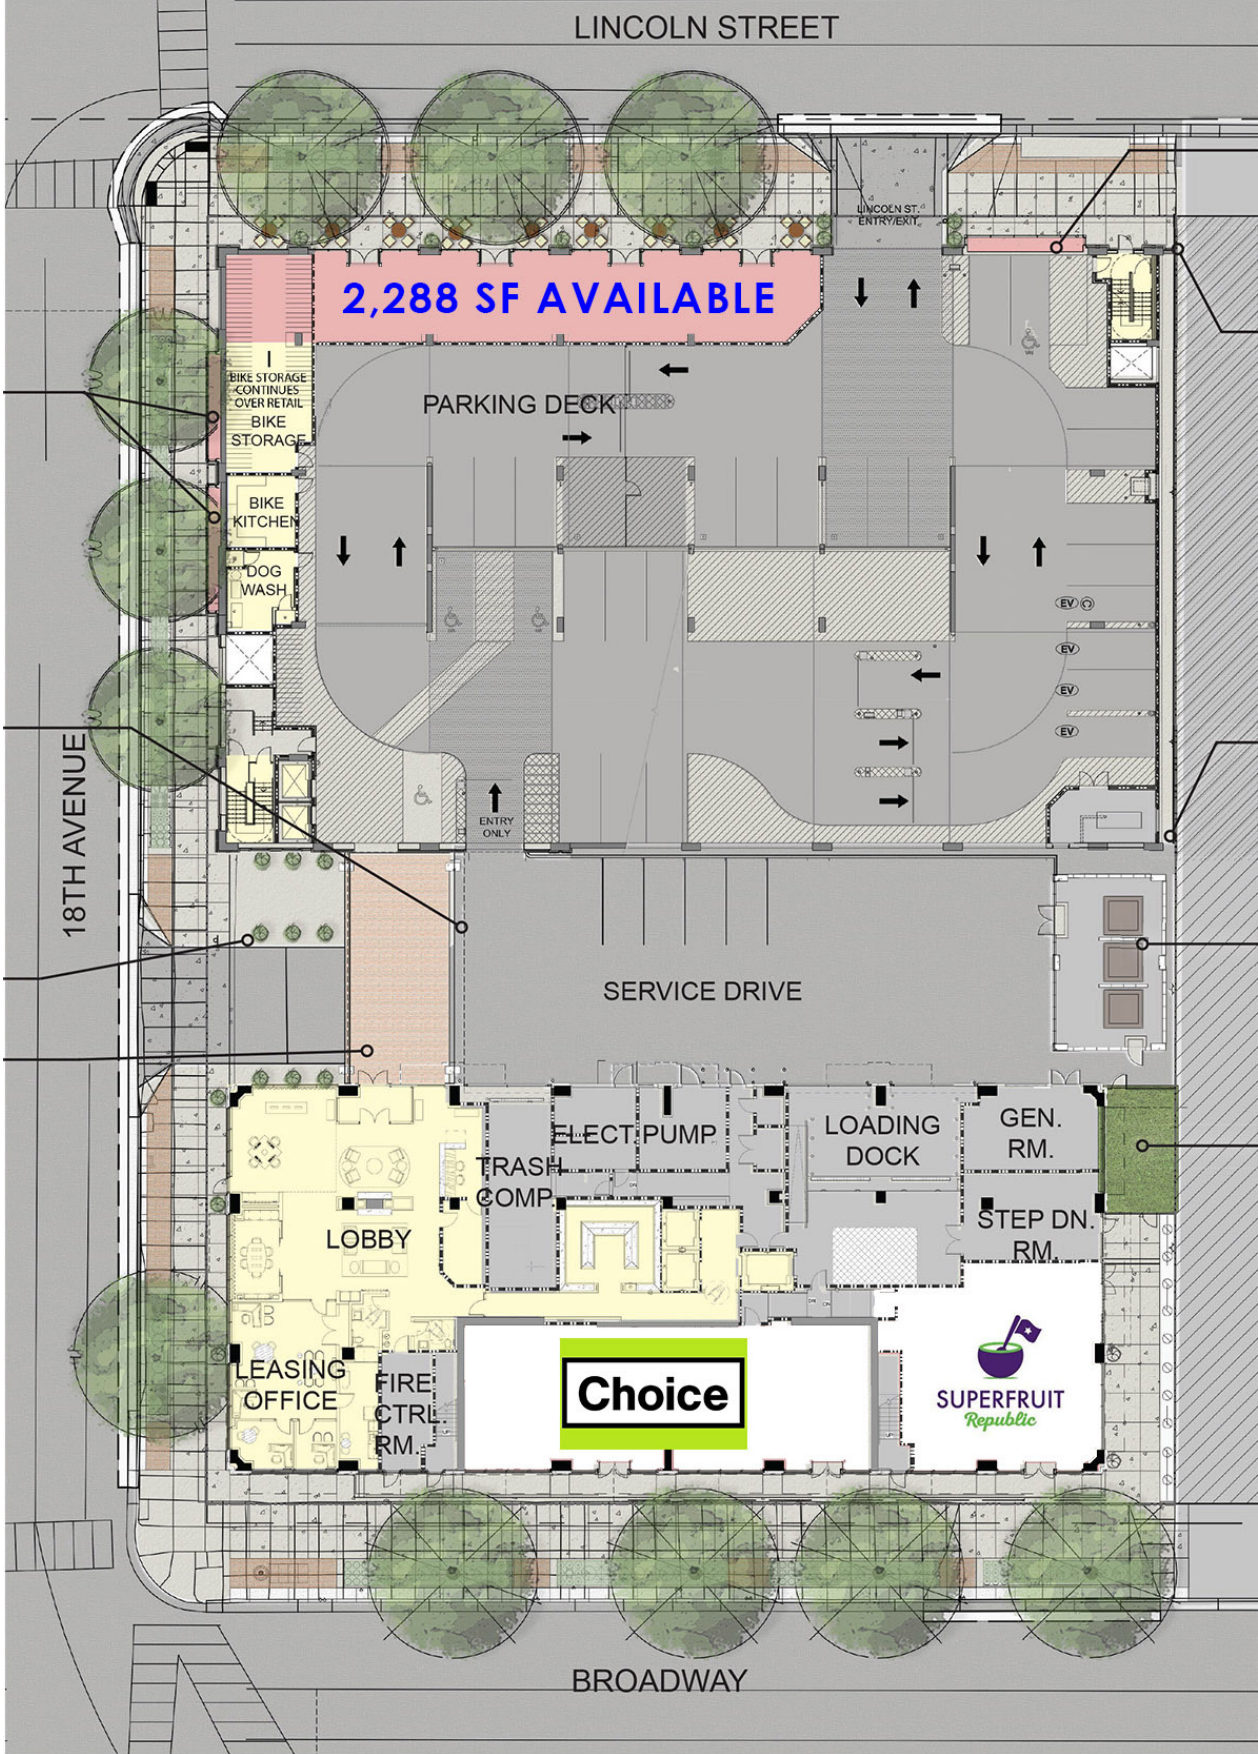 LINCOLN STREET
LINCOLN ST.
ENTRY/EXIT
2,288 SF AVAILABLE
BIKE STORAGE
CONTINUES
OVER RETAIL
BIKE
STORAGE
PARKING DECK
BIKE
KITCHEN
DOG
WASH
EV C
EV
EV
EV
ENTRY
ONLY
18TH AVENUE
SERVICE DRIVE
ELECT.
PUMP
TRASH
COMP.
LOADING
DOCK
GEN.
RM.
STEP DN.
RM.
LOBBY
LEASING
OFFICE
FIRE
CTRL.
RM.
Choice
SUPERFRUIT
Republic
BROADWAY